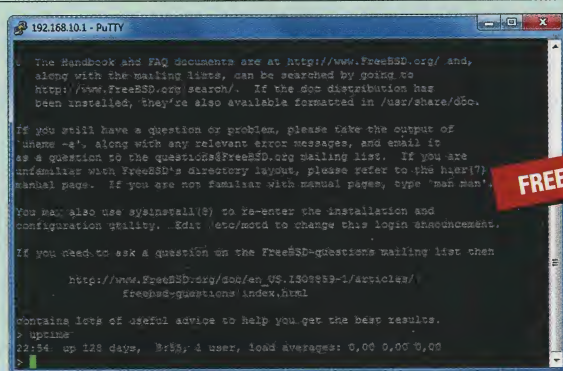 192.168.10.1 - PuTTY
o The Handbook and FAQ documents are at http://www.FreeBSD.org/ and,
along with the mailing lists, can be searched by going to
http://www.FreeBSD.org/search/. If the doc distribution has
been installed, they're also available formatted in /usr/share/doc.
If you still have a question or problem, please take the output of
'uname -a', along with any relevant error messages, and email it
as a question to the questions@FreeBSD.org mailing list. If you are
unfamiliar with FreeBSD's directory layout, please refer to the hier(7)
manual page. If you are not familiar with manual pages, type 'man man'.
You may also use sysinstall(8) to re-enter the installation and
configuration utility. Edit /etc/motd to change this login announcement.
If you need to ask a question on the FreeBSD-questions mailing list then
http://www.FreeBSD.org/doc/en_US.ISO8859-1/articles/
freebsd-questions/index.html
contains lots of useful advice to help you get the best results.
> uptime
22:54 up 128 days, 3:55, 1 user, load averages: 0,00 0,00 0,00
>
FREE